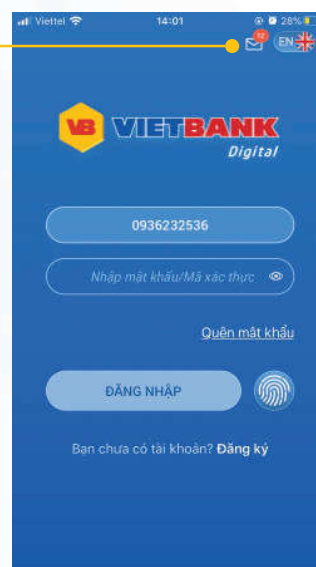 Viettel 14:01 28%
12 EN
VB VIETBANK
Digital
0936232536
Nhập mật khẩu/Mã xác thực
Quên mật khẩu
ĐĂNG NHẬP
Bạn chưa có tài khoản? Đăng ký